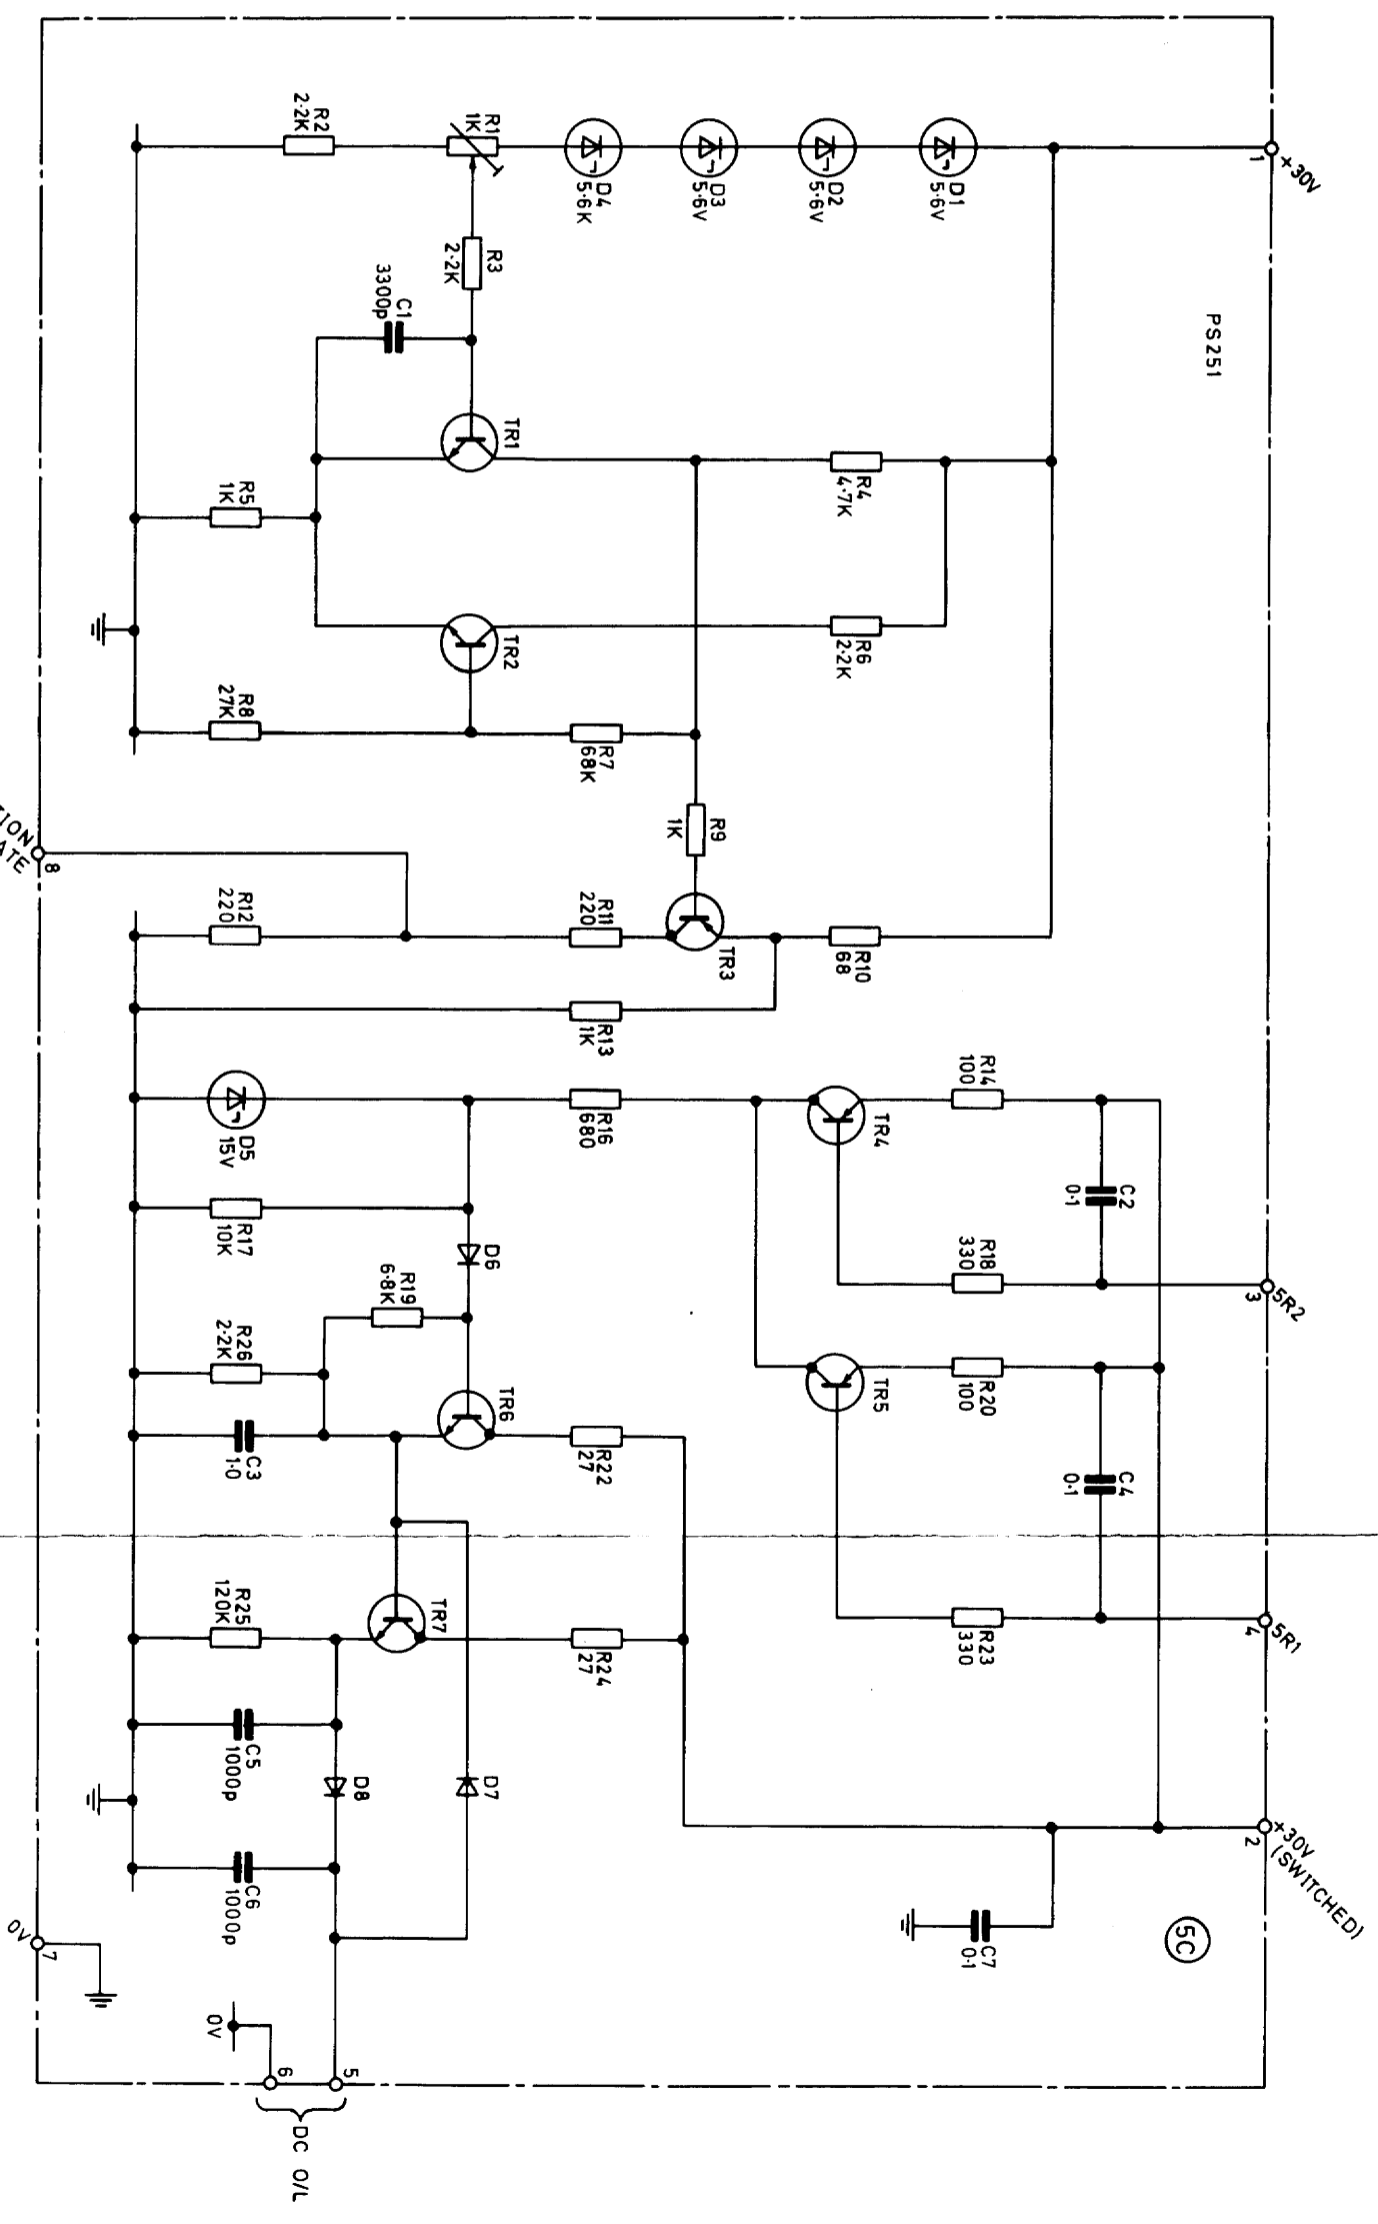 +30V
1
PS251
5R2
3
5R1
4
+30V
(SWITCHED)
2
5C
D1
5·6V
D2
5·6V
D3
5·6V
D4
5·6K
R1
1K
R2
2·2K
R3
2·2K
C1
3300p
TR1
R4
4·7K
R5
1K
TR2
R6
2·2K
R7
68K
R8
27K
R9
1K
TR3
R10
68
R11
220
R12
220
R13
1K
8
R14
100
TR4
C2
0·1
R18
330
R16
680
D5
15V
R17
10K
D6
R19
6·8K
R26
2·2K
TR5
R20
100
C4
0·1
R23
330
TR6
R22
27
C3
1·0
TR7
R24
27
R25
120K
C5
1000p
D8
D7
C6
1000p
C7
0·1
0V
7
0V
6
5
DC O/L